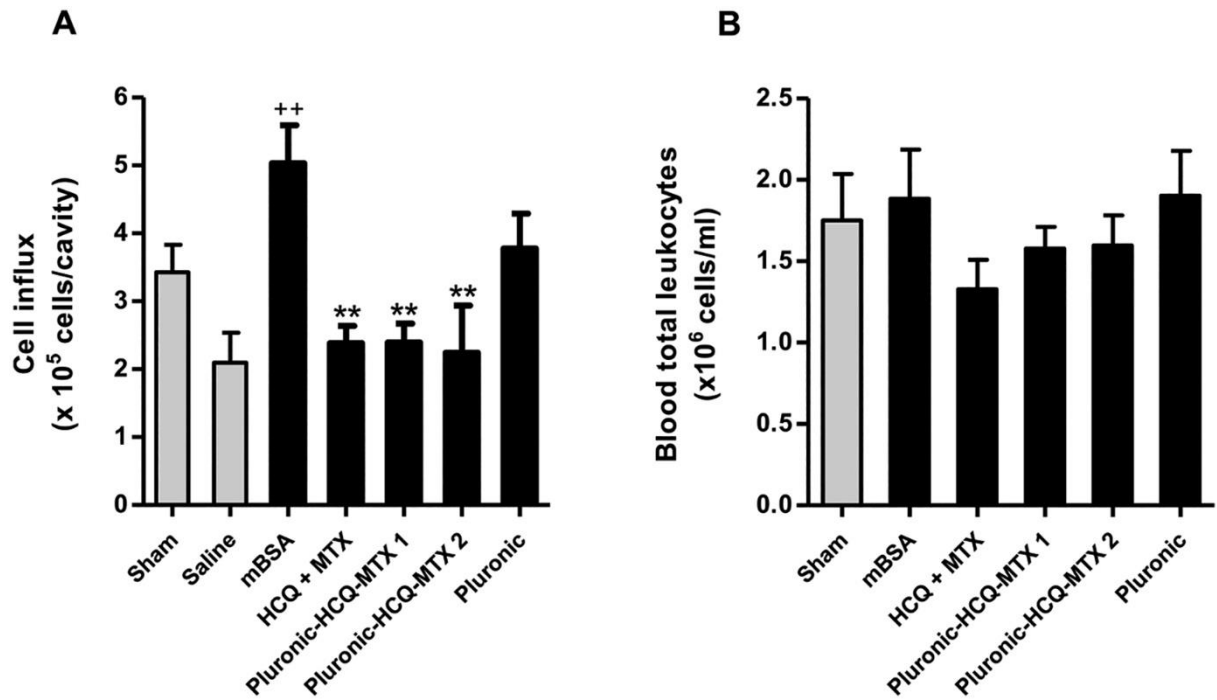 A
Cell influx
(x 10⁵ cells/cavity)
6
5
4
3
2
1
0
++
**
**
**
Sham
Saline
mBSA
HCQ + MTX
Pluronic-HCQ-MTX 1
Pluronic-HCQ-MTX 2
Pluronic
B
Blood total leukocytes
(x10⁶ cells/ml)
2.5
2.0
1.5
1.0
0.5
0.0
Sham
mBSA
HCQ + MTX
Pluronic-HCQ-MTX 1
Pluronic-HCQ-MTX 2
Pluronic